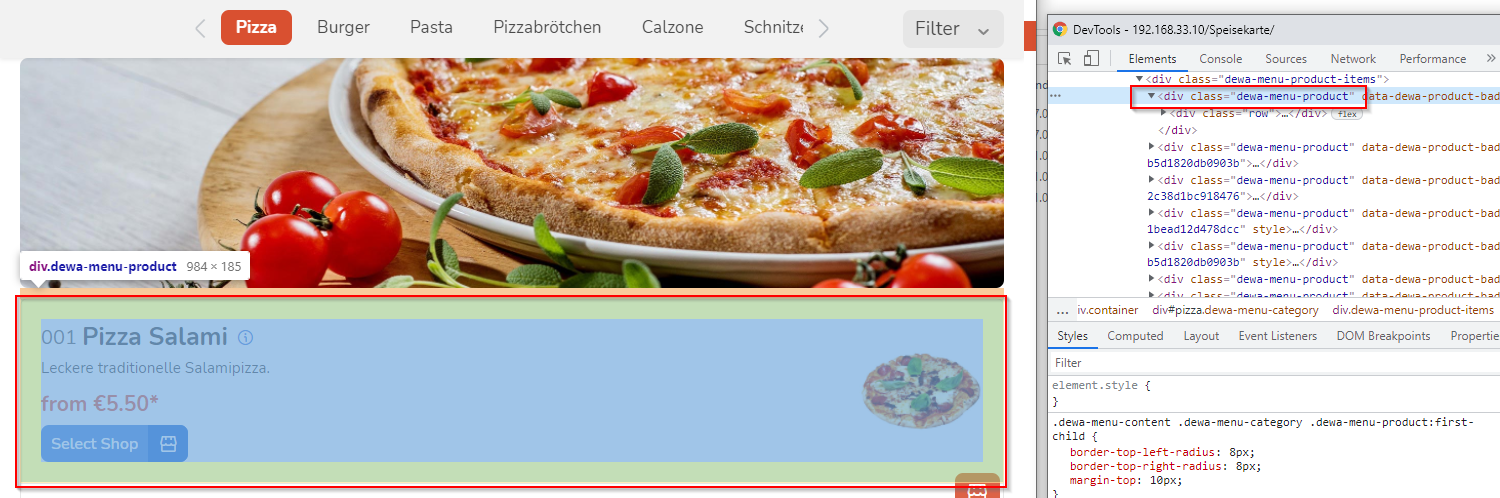 Pizza Burger Pasta Pizzabrötchen Calzone Schnitze Filter
div.dewa-menu-product 984 × 185
001 Pizza Salami
Leckere traditionelle Salamipizza.
from €5.50*
Select Shop
DevTools - 192.168.33.10/Speisekarte/
Elements Console Sources Network Performance »
<div class="dewa-menu-product-items">
<div class="dewa-menu-product" data-dewa-product-bad
<div class="row">…</div> flex
</div>
<div class="dewa-menu-product" data-dewa-product-bad
b5d1820db0903b">…</div>
<div class="dewa-menu-product" data-dewa-product-bad
2c38d1bc918476">…</div>
<div class="dewa-menu-product" data-dewa-product-bad
1bead12d478dcc" style>…</div>
<div class="dewa-menu-product" data-dewa-product-bad
b5d1820db0903b" style>…</div>
<div class="dewa-menu-product" data-dewa-product-bad
… iv.container div#pizza.dewa-menu-category div.dewa-menu-product-items
Styles Computed Layout Event Listeners DOM Breakpoints Propertie
Filter
element.style {
}
.dewa-menu-content .dewa-menu-category .dewa-menu-product:first-
child {
border-top-left-radius: 8px;
border-top-right-radius: 8px;
margin-top: 10px;
}